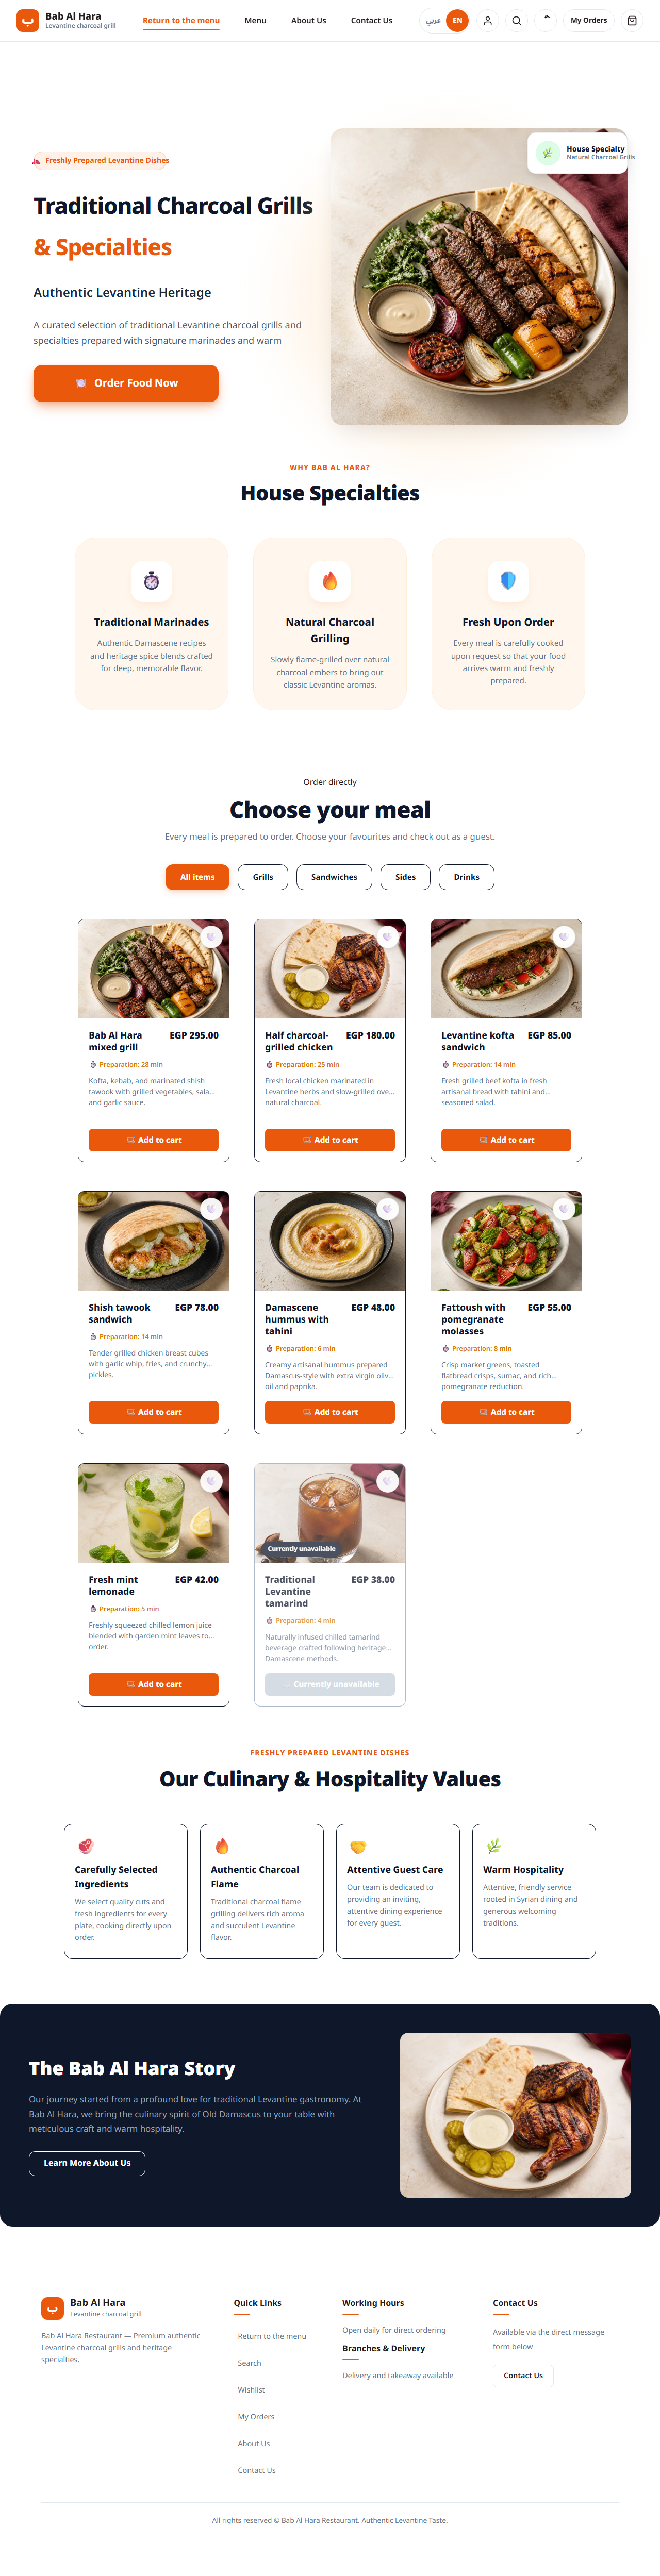 ب
Bab Al Hara
Levantine charcoal grill
Return to the menu
Menu
About Us
Contact Us
عربي
EN
My Orders
Freshly Prepared Levantine Dishes
House Specialty
Natural Charcoal Grills
Traditional Charcoal Grills
& Specialties
Authentic Levantine Heritage
A curated selection of traditional Levantine charcoal grills and
specialties prepared with signature marinades and warm
Order Food Now
WHY BAB AL HARA?
House Specialties
Traditional Marinades
Authentic Damascene recipes
and heritage spice blends crafted
for deep, memorable flavor.
Natural Charcoal
Grilling
Slowly flame-grilled over natural
charcoal embers to bring out
classic Levantine aromas.
Fresh Upon Order
Every meal is carefully cooked
upon request so that your food
arrives warm and freshly
prepared.
Order directly
Choose your meal
Every meal is prepared to order. Choose your favourites and check out as a guest.
All items
Grills
Sandwiches
Sides
Drinks
Bab Al Hara
mixed grill
EGP 295.00
Preparation: 28 min
Kofta, kebab, and marinated shish
tawook with grilled vegetables, sala...
and garlic sauce.
Add to cart
Half charcoal-
grilled chicken
EGP 180.00
Preparation: 25 min
Fresh local chicken marinated in
Levantine herbs and slow-grilled ove...
natural charcoal.
Add to cart
Levantine kofta
sandwich
EGP 85.00
Preparation: 14 min
Fresh grilled beef kofta in fresh
artisanal bread with tahini and...
seasoned salad.
Add to cart
Shish tawook
sandwich
EGP 78.00
Preparation: 14 min
Tender grilled chicken breast cubes
with garlic whip, fries, and crunchy...
pickles.
Add to cart
Damascene
hummus with
tahini
EGP 48.00
Preparation: 6 min
Creamy artisanal hummus prepared
Damascus-style with extra virgin oliv...
oil and paprika.
Add to cart
Fattoush with
pomegranate
molasses
EGP 55.00
Preparation: 8 min
Crisp market greens, toasted
flatbread crisps, sumac, and rich...
pomegranate reduction.
Add to cart
Fresh mint
lemonade
EGP 42.00
Preparation: 5 min
Freshly squeezed chilled lemon juice
blended with garden mint leaves to...
order.
Add to cart
Currently unavailable
Traditional
Levantine
tamarind
EGP 38.00
Preparation: 4 min
Naturally infused chilled tamarind
beverage crafted following heritage...
Damascene methods.
Currently unavailable
FRESHLY PREPARED LEVANTINE DISHES
Our Culinary & Hospitality Values
Carefully Selected
Ingredients
We select quality cuts and
fresh ingredients for every
plate, cooking directly upon
order.
Authentic Charcoal
Flame
Traditional charcoal flame
grilling delivers rich aroma
and succulent Levantine
flavor.
Attentive Guest Care
Our team is dedicated to
providing an inviting,
attentive dining experience
for every guest.
Warm Hospitality
Attentive, friendly service
rooted in Syrian dining and
generous welcoming
traditions.
The Bab Al Hara Story
Our journey started from a profound love for traditional Levantine gastronomy. At
Bab Al Hara, we bring the culinary spirit of Old Damascus to your table with
meticulous craft and warm hospitality.
Learn More About Us
ب
Bab Al Hara
Levantine charcoal grill
Bab Al Hara Restaurant — Premium authentic
Levantine charcoal grills and heritage
specialties.
Quick Links
Return to the menu
Search
Wishlist
My Orders
About Us
Contact Us
Working Hours
Open daily for direct ordering
Branches & Delivery
Delivery and takeaway available
Contact Us
Available via the direct message
form below
Contact Us
All rights reserved © Bab Al Hara Restaurant. Authentic Levantine Taste.